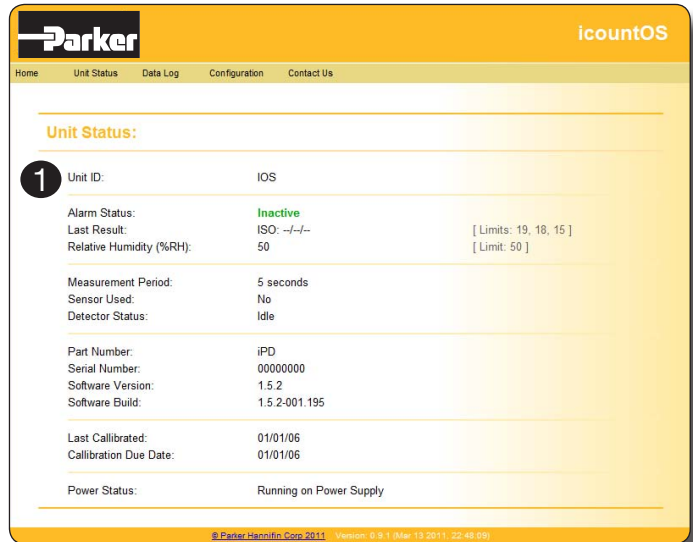 Parker
icountOS
Home Unit Status Data Log Configuration Contact Us
Unit Status:
1
Unit ID: IOS
Alarm Status: Inactive
Last Result: ISO: --/--/-- [ Limits: 19, 18, 15 ]
Relative Humidity (%RH): 50 [ Limit: 50 ]
Measurement Period: 5 seconds
Sensor Used: No
Detector Status: Idle
Part Number: iPD
Serial Number: 00000000
Software Version: 1.5.2
Software Build: 1.5.2-001.195
Last Callibrated: 01/01/06
Callibration Due Date: 01/01/06
Power Status: Running on Power Supply
© Parker Hannifin Corp 2011 Version: 0.9.1 (Mar 13 2011, 22:48:09)